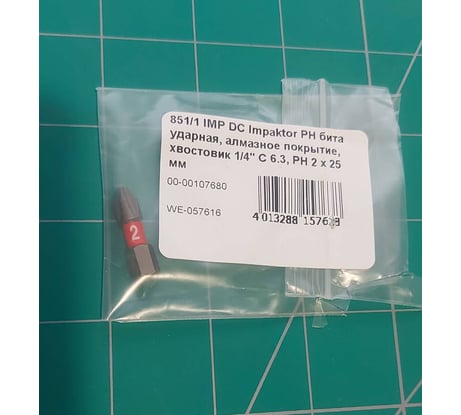 851/1 IMP DC Impaktor PH бита
ударная, алмазное покрытие,
хвостовик 1/4" C 6.3, PH 2 x 25
мм
00-00107680
WE-057616
2